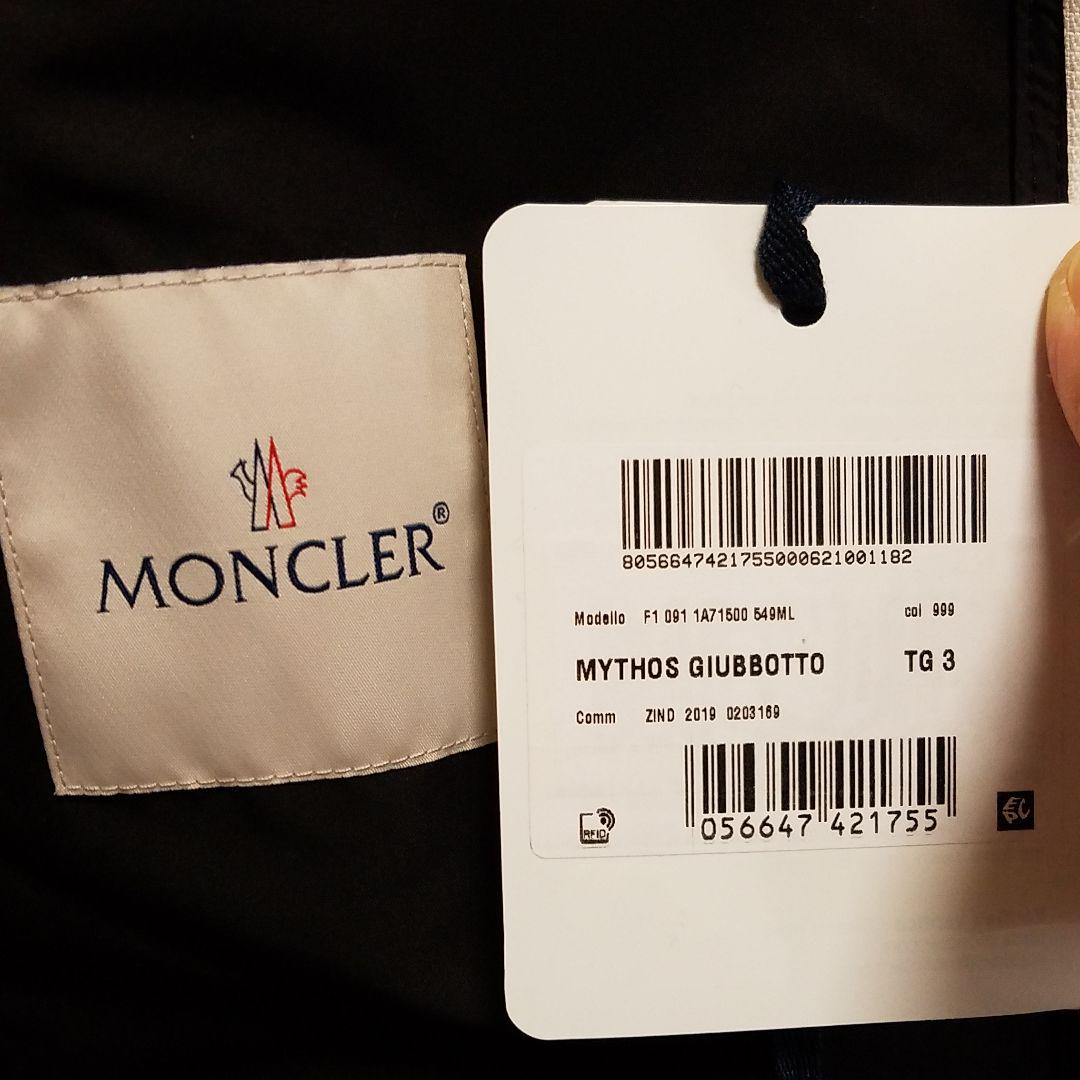 MONCLER®
8056647421755000621001182
Modello F1 091 1A71500 549ML col 999
MYTHOS GIUBBOTTO TG 3
Comm ZIND 2019 0203169
056647 421755
RFID